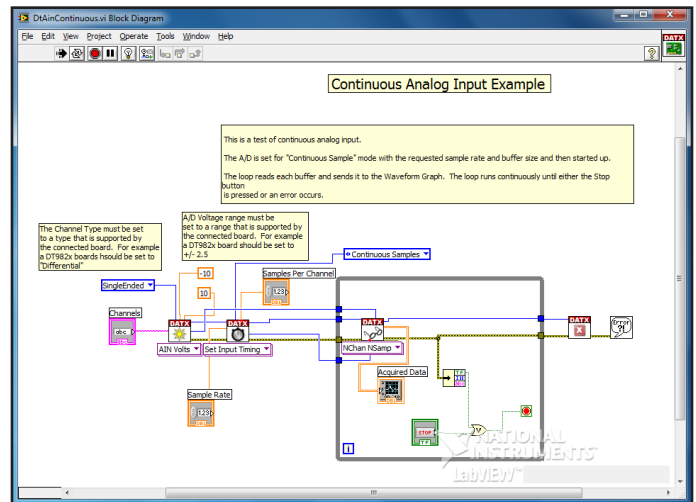 DtAinContinuous.vi Block Diagram
File Edit View Project Operate Tools Window Help
DATX
Continuous Analog Input Example
This is a test of continuous analog input.
The A/D is set for "Continuous Sample" mode with the requested sample rate and buffer size and then started up.
The loop reads each buffer and sends it to the Waveform Graph. The loop runs continuously until either the Stop
button
is pressed or an error occurs.
The Channel Type must be set
to a type that is supported by
the connected board. For example
a DT982x boards hsould be set to
"Differential"
A/D Voltage range must be
set to a range that is supported by
the connected board. For example
a DT982x board should be set to
+/- 2.5
Continuous Samples
SingleEnded
-10
10
Samples Per Channel
1.23
Channels
abc
DATX
DATX
DATX
DATX
Error
?!
AIN Volts
Set Input Timing
NChan NSamp
Acquired Data
Sample Rate
1.23
STOP
TF
V
i
NATIONAL
INSTRUMENTS
LabVIEW